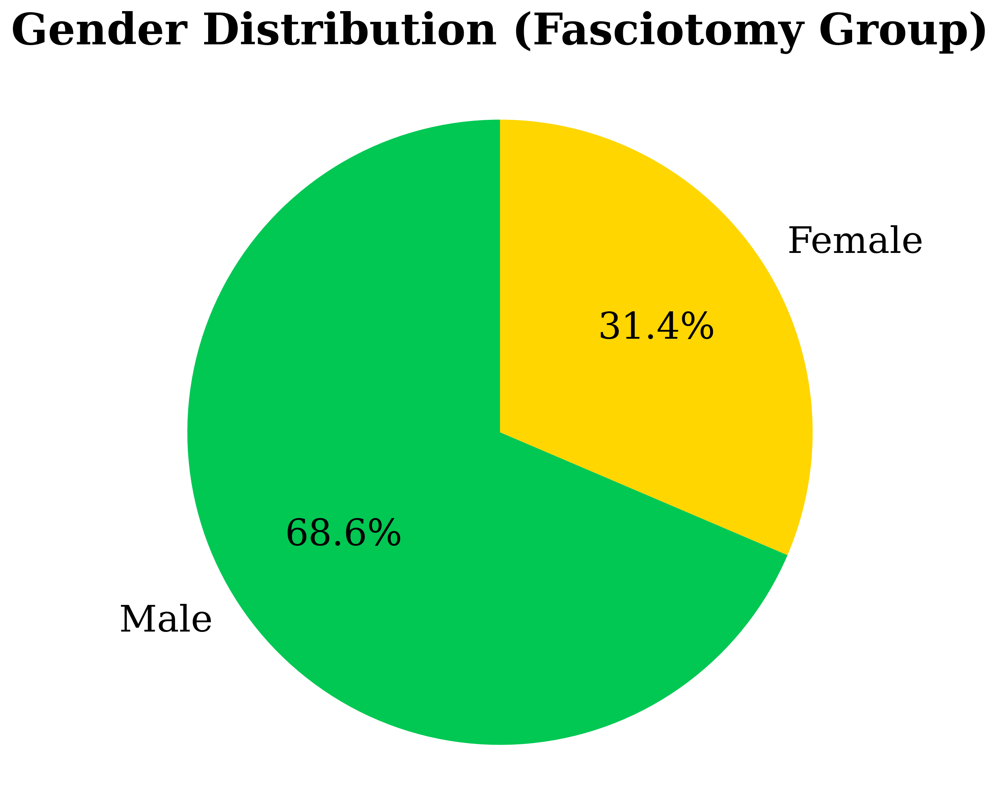 Gender Distribution (Fasciotomy Group)
Female
31.4%
68.6%
Male